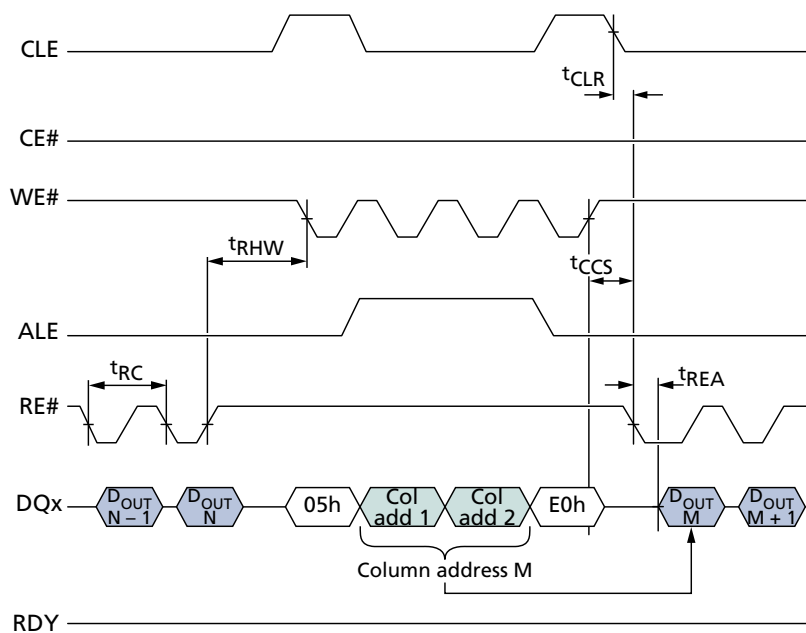 CLE
tCLR
CE#
WE#
tRHW
tCCS
ALE
tRC
tREA
RE#
DQx
DOUT
N – 1
DOUT
N
05h
Col
add 1
Col
add 2
E0h
DOUT
M
DOUT
M + 1
Column address M
RDY